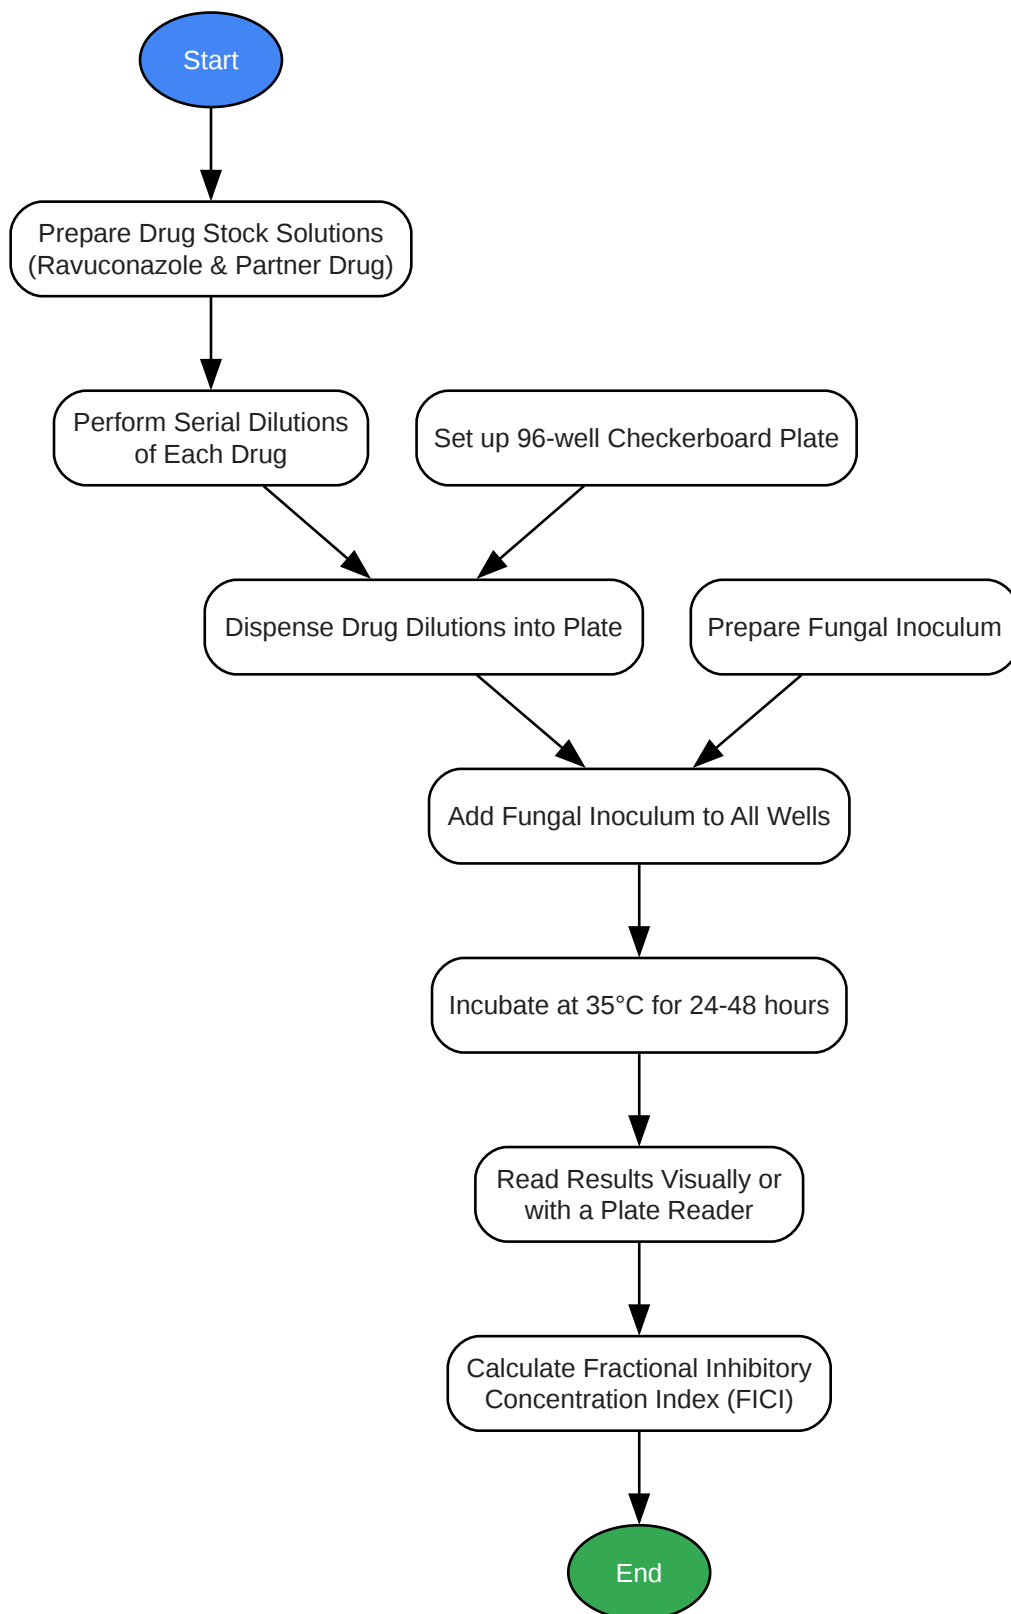 Start
Prepare Drug Stock Solutions
(Ravuconazole & Partner Drug)
Perform Serial Dilutions
of Each Drug
Set up 96-well Checkerboard Plate
Dispense Drug Dilutions into Plate
Prepare Fungal Inoculum
Add Fungal Inoculum to All Wells
Incubate at 35°C for 24-48 hours
Read Results Visually or
with a Plate Reader
Calculate Fractional Inhibitory
Concentration Index (FICI)
End